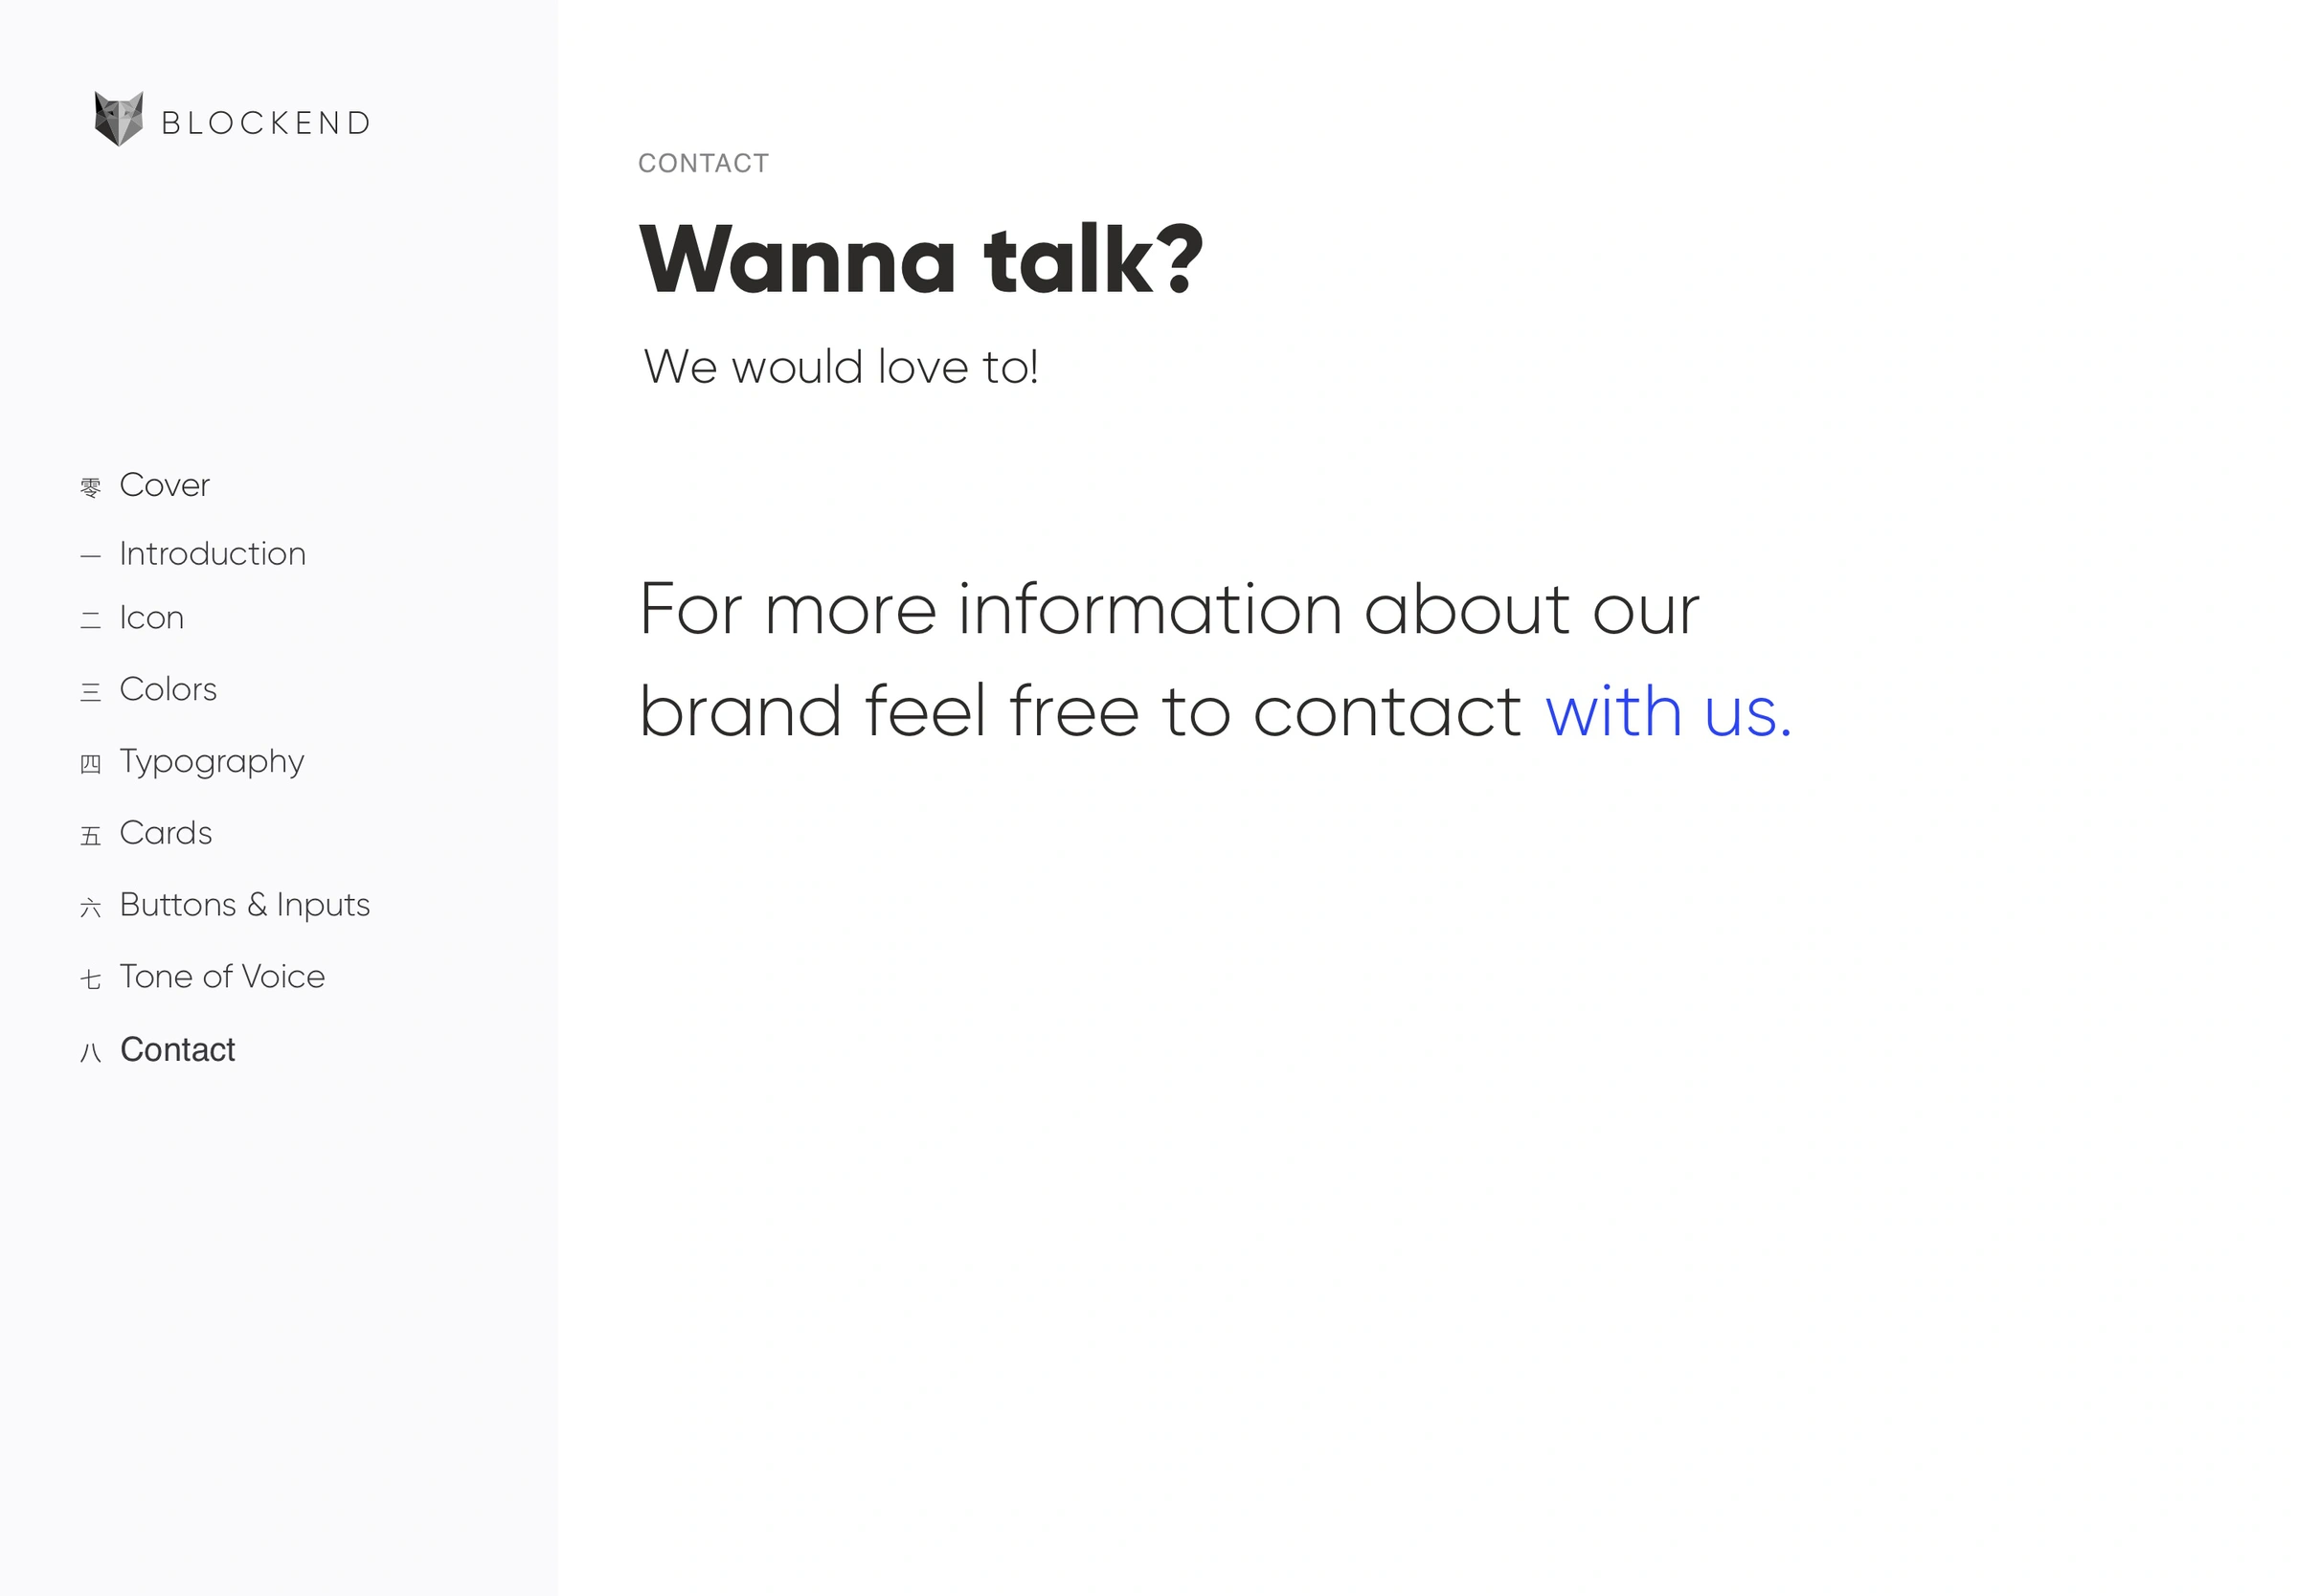 BLOCKEND
零 Cover
一 Introduction
二 Icon
三 Colors
四 Typography
五 Cards
六 Buttons & Inputs
七 Tone of Voice
八 Contact
CONTACT
Wanna talk?
We would love to!
For more information about our
brand feel free to contact with us.